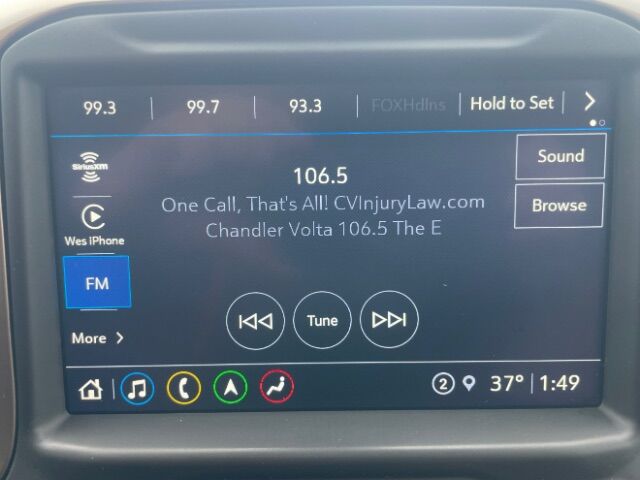 99.3 99.7 93.3 FOXHdlns Hold to Set
SiriusXM
106.5
Sound
One Call, That's All! CVInjuryLaw.com
Browse
Chandler Volta 106.5 The E
Wes iPhone
FM
Tune
More
2 37° 1:49